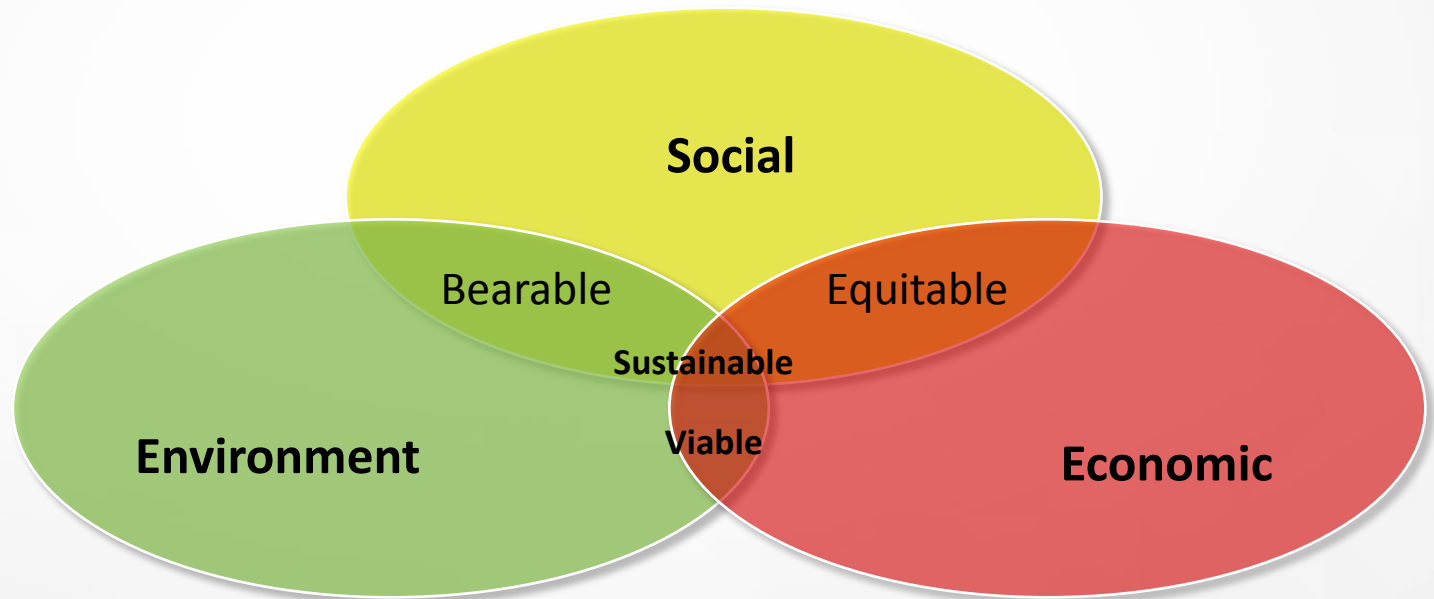 Social
Bearable
Equitable
Sustainable
Viable
Environment
Economic